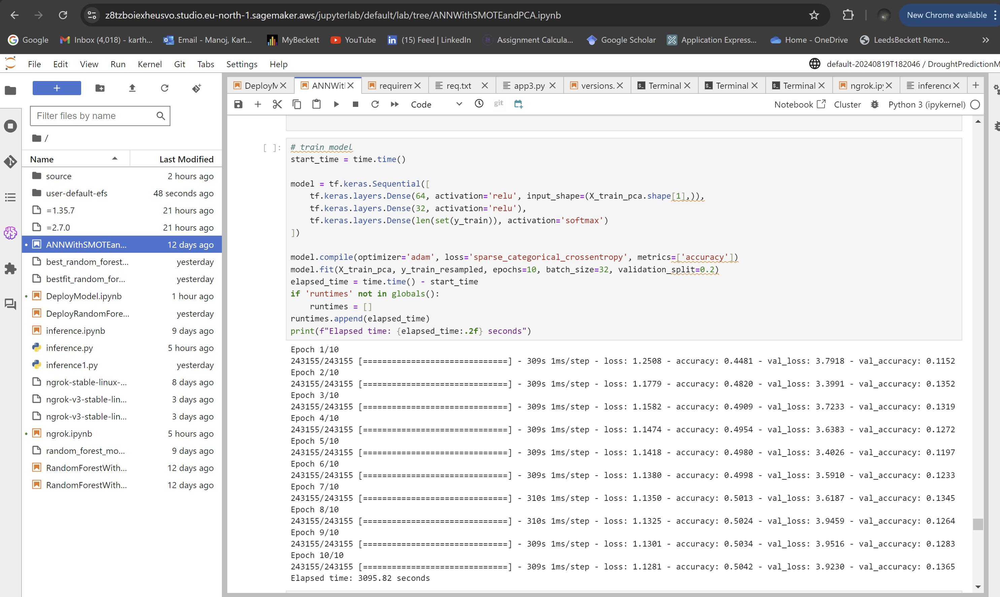 z8tzboiexheusvo.studio.eu-north-1.sagemaker.aws/jupyterlab/default/lab/tree/ANNWithSMOTEandPCA.ipynb
New Chrome available
Google
Inbox (4,018) - karth...
Email - Manoj, Kart...
MyBeckett
YouTube
(15) Feed | LinkedIn
Assignment Calcula...
Google Scholar
Application Express...
Home - OneDrive
LeedsBeckett Remo...
File Edit View Run Kernel Git Tabs Settings Help
default-20240819T182046 / DroughtPredictionM
DeployM
ANNWit
requirem
req.txt
app3.py
versions.
Terminal
Terminal
Terminal
ngrok.ipy
inference
Code
git
Notebook
Cluster
Python 3 (ipykernel)
Filter files by name
/
Name Last Modified
source 2 hours ago
user-default-efs 48 seconds ago
=1.35.7 21 hours ago
=2.7.0 21 hours ago
ANNWithSMOTEan... 12 days ago
best_random_forest... yesterday
bestfit_random_for... yesterday
DeployModel.ipynb 1 hour ago
DeployRandomFore... yesterday
inference.ipynb 9 days ago
inference.py 5 hours ago
inference1.py yesterday
ngrok-stable-linux-... 8 days ago
ngrok-v3-stable-lin... 3 days ago
ngrok-v3-stable-lin... 3 days ago
ngrok.ipynb 5 hours ago
random_forest_mo... 9 days ago
RandomForestWith... 12 days ago
RandomForestWith... 12 days ago
[ ]:
# train model
start_time = time.time()
model = tf.keras.Sequential([
    tf.keras.layers.Dense(64, activation='relu', input_shape=(X_train_pca.shape[1],)),
    tf.keras.layers.Dense(32, activation='relu'),
    tf.keras.layers.Dense(len(set(y_train)), activation='softmax')
])
model.compile(optimizer='adam', loss='sparse_categorical_crossentropy', metrics=['accuracy'])
model.fit(X_train_pca, y_train_resampled, epochs=10, batch_size=32, validation_split=0.2)
elapsed_time = time.time() - start_time
if 'runtimes' not in globals():
    runtimes = []
runtimes.append(elapsed_time)
print(f"Elapsed time: {elapsed_time:.2f} seconds")
Epoch 1/10
243155/243155 [==============================] - 309s 1ms/step - loss: 1.2508 - accuracy: 0.4481 - val_loss: 3.7918 - val_accuracy: 0.1152
Epoch 2/10
243155/243155 [==============================] - 309s 1ms/step - loss: 1.1779 - accuracy: 0.4820 - val_loss: 3.3991 - val_accuracy: 0.1352
Epoch 3/10
243155/243155 [==============================] - 309s 1ms/step - loss: 1.1582 - accuracy: 0.4909 - val_loss: 3.7233 - val_accuracy: 0.1319
Epoch 4/10
243155/243155 [==============================] - 309s 1ms/step - loss: 1.1474 - accuracy: 0.4954 - val_loss: 3.6383 - val_accuracy: 0.1272
Epoch 5/10
243155/243155 [==============================] - 309s 1ms/step - loss: 1.1418 - accuracy: 0.4980 - val_loss: 3.4026 - val_accuracy: 0.1197
Epoch 6/10
243155/243155 [==============================] - 309s 1ms/step - loss: 1.1380 - accuracy: 0.4998 - val_loss: 3.5910 - val_accuracy: 0.1233
Epoch 7/10
243155/243155 [==============================] - 310s 1ms/step - loss: 1.1350 - accuracy: 0.5013 - val_loss: 3.6187 - val_accuracy: 0.1345
Epoch 8/10
243155/243155 [==============================] - 310s 1ms/step - loss: 1.1325 - accuracy: 0.5024 - val_loss: 3.9459 - val_accuracy: 0.1264
Epoch 9/10
243155/243155 [==============================] - 309s 1ms/step - loss: 1.1301 - accuracy: 0.5034 - val_loss: 3.9516 - val_accuracy: 0.1283
Epoch 10/10
243155/243155 [==============================] - 309s 1ms/step - loss: 1.1281 - accuracy: 0.5042 - val_loss: 3.9230 - val_accuracy: 0.1365
Elapsed time: 3095.82 seconds